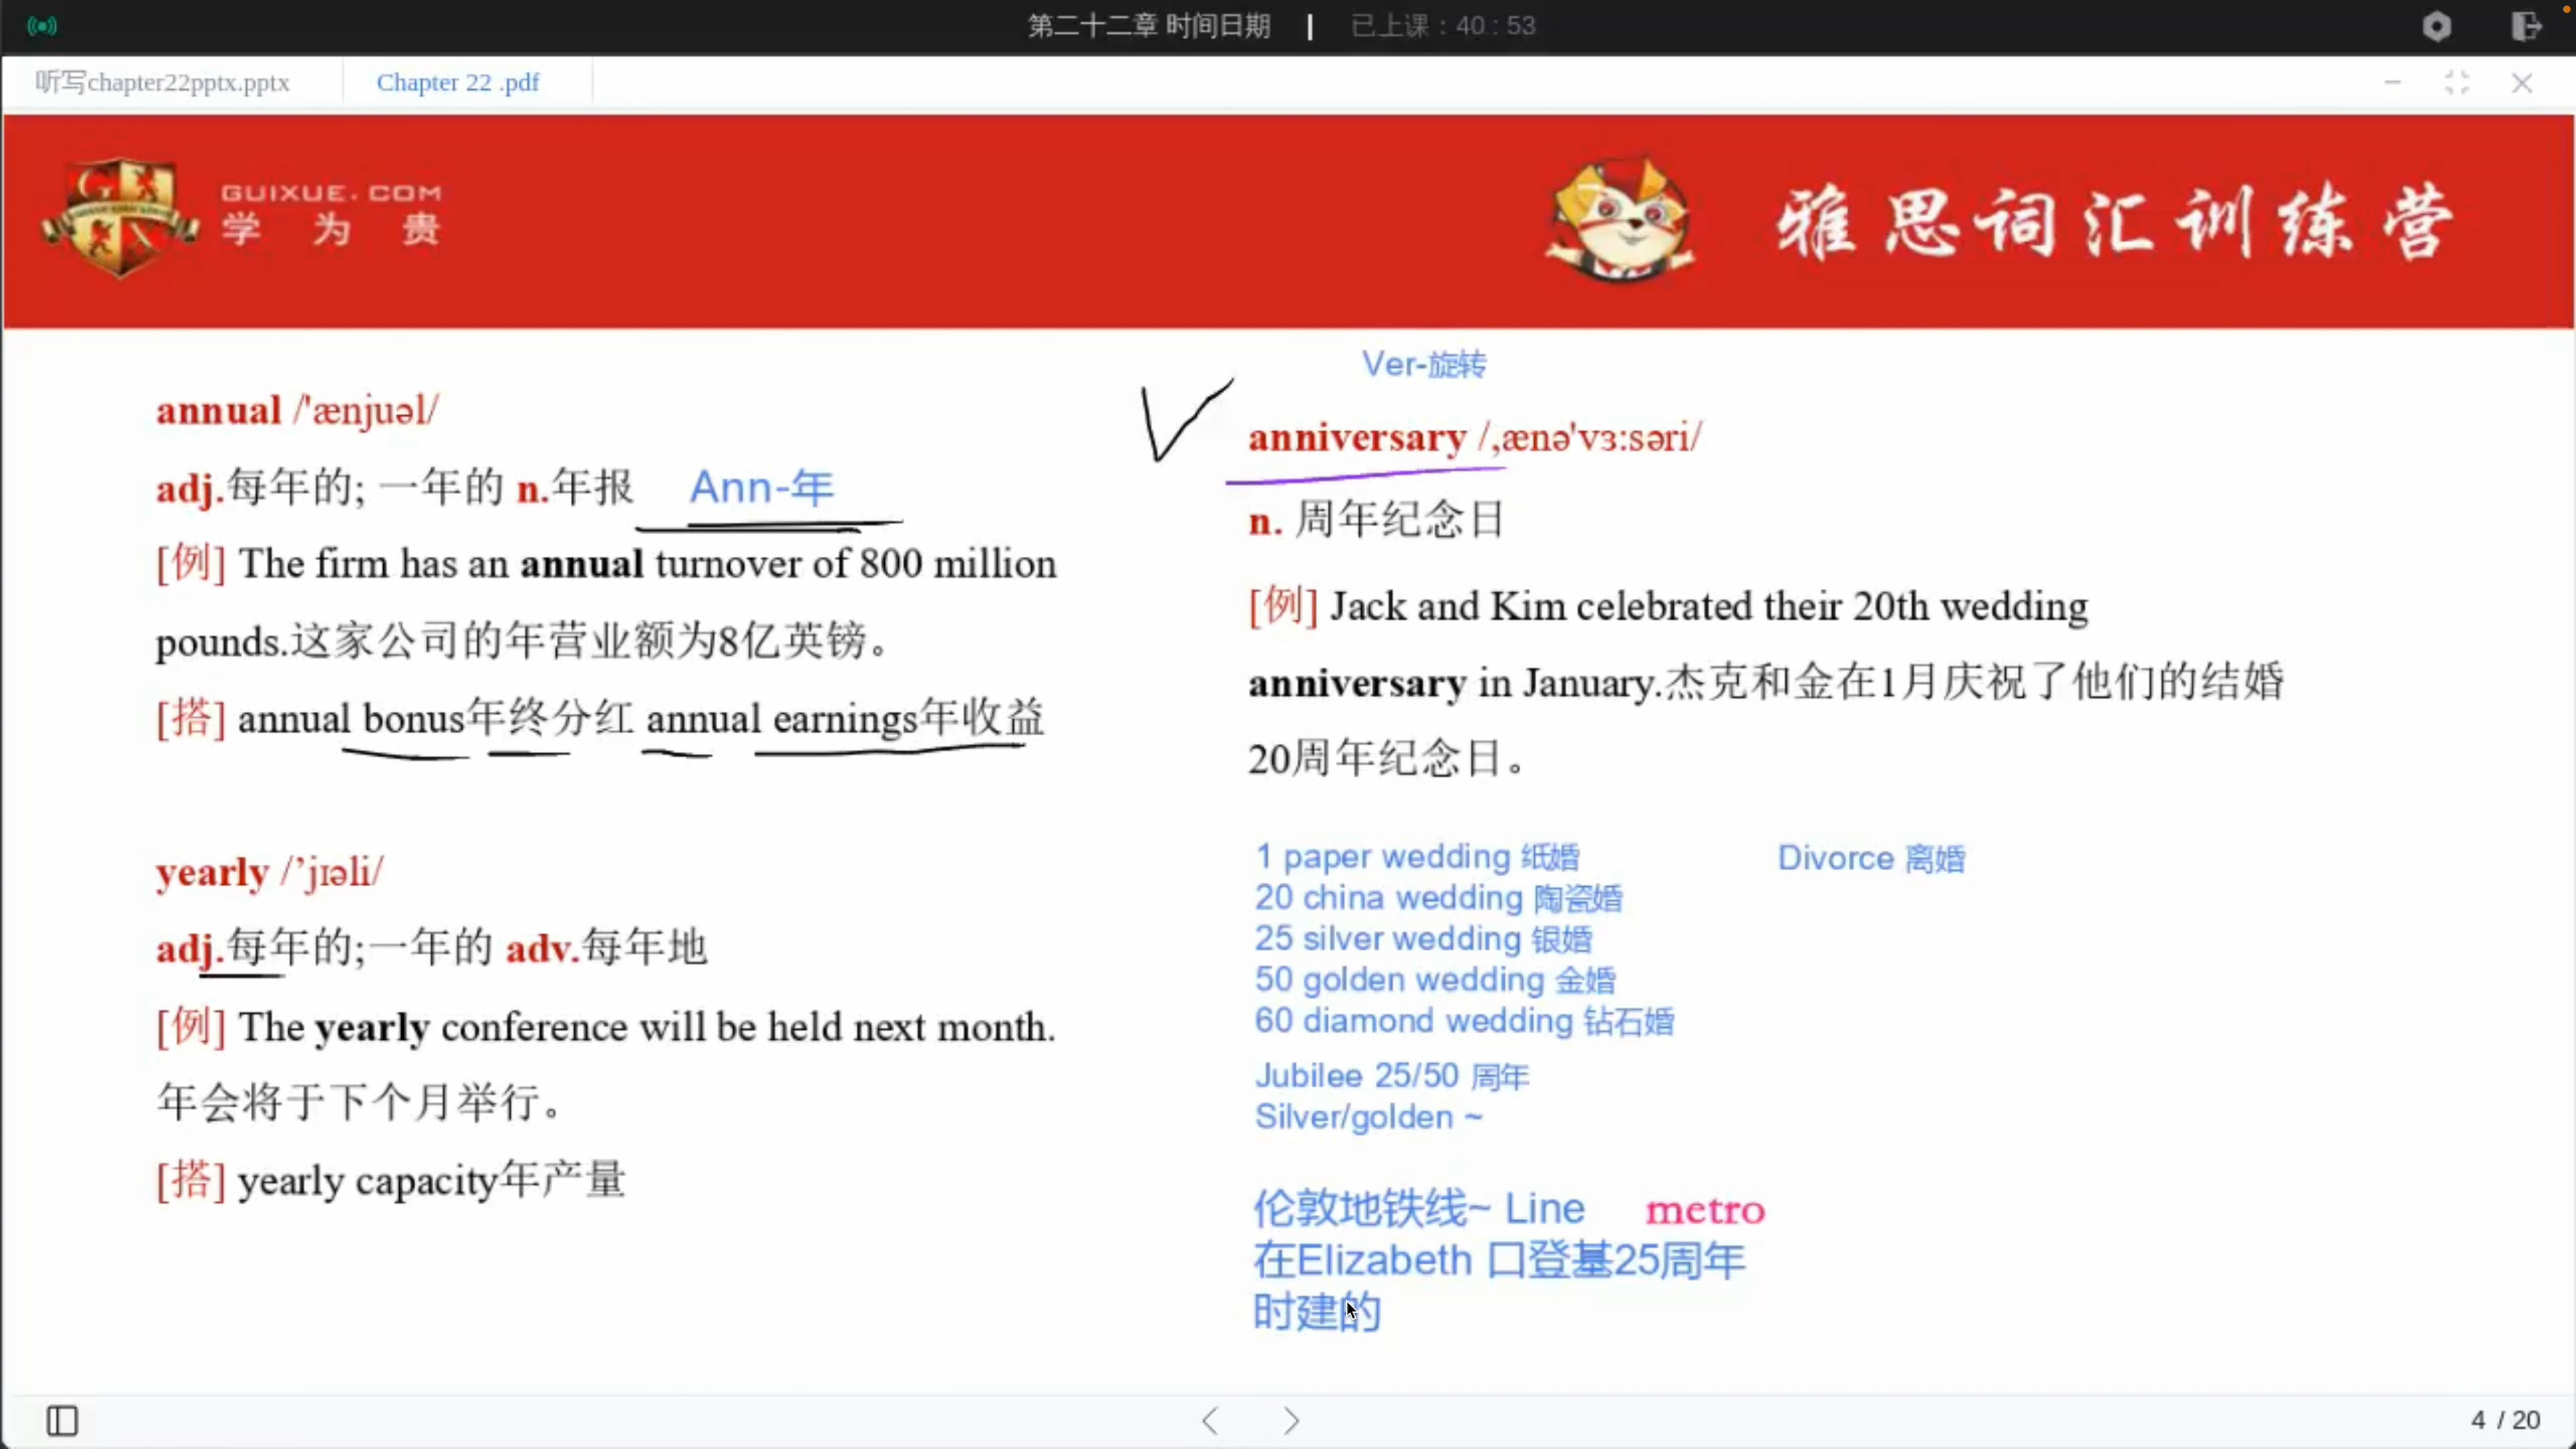 第二十二章 时间日期 | 已上课：40：53
听写chapter22pptx.pptx
Chapter 22 .pdf
GUIXUE.COM
学为贵
雅思词汇训练营
annual /'ænjuəl/
adj.每年的; 一年的 n.年报
Ann-年
[例] The firm has an annual turnover of 800 million
pounds.这家公司的年营业额为8亿英镑。
[搭] annual bonus年终分红 annual earnings年收益
yearly /’jɪəli/
adj.每年的;一年的 adv.每年地
[例] The yearly conference will be held next month.
年会将于下个月举行。
[搭] yearly capacity年产量
Ver-旋转
anniversary /,ænə'vɜ:səri/
n. 周年纪念日
[例] Jack and Kim celebrated their 20th wedding
anniversary in January.杰克和金在1月庆祝了他们的结婚
20周年纪念日。
1 paper wedding 纸婚
20 china wedding 陶瓷婚
25 silver wedding 银婚
50 golden wedding 金婚
60 diamond wedding 钻石婚
Divorce 离婚
Jubilee 25/50 周年
Silver/golden ~
伦敦地铁线~ Line
metro
在Elizabeth 口登基25周年
时建的
4 / 20